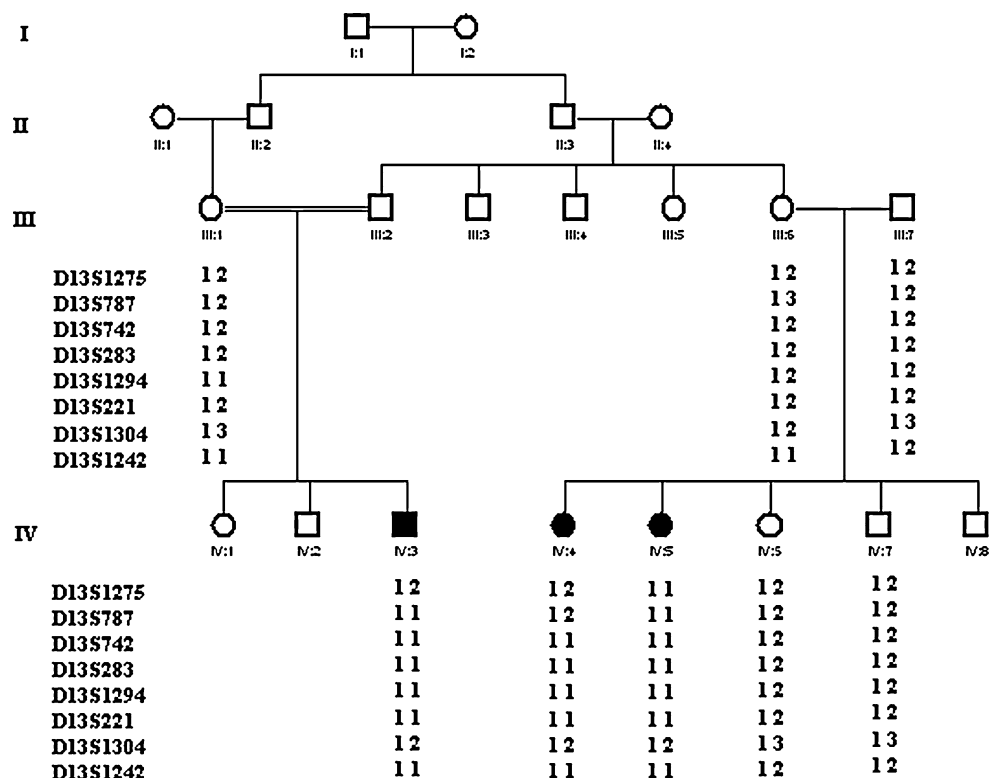 I
I:1 I:2
II
II:1 II:2 II:3 II:4
III
III:1 III:2 III:3 III:4 III:5 III:6 III:7
D13S1275 1 2 1 2 1 2
D13S787 1 2 1 3 1 2
D13S742 1 2 1 2 1 2
D13S283 1 2 1 2 1 2
D13S1294 1 1 1 2 1 2
D13S221 1 2 1 2 1 2
D13S1304 1 3 1 2 1 3
D13S1242 1 1 1 1 1 2
IV
IV:1 IV:2 IV:3 IV:4 IV:5 IV:6 IV:7 IV:8
D13S1275 1 2 1 2 1 1 1 2 1 2
D13S787 1 1 1 2 1 1 1 2 1 2
D13S742 1 1 1 1 1 1 1 2 1 2
D13S283 1 1 1 1 1 1 1 2 1 2
D13S1294 1 1 1 1 1 1 1 2 1 2
D13S221 1 1 1 1 1 1 1 2 1 2
D13S1304 1 2 1 2 1 2 1 3 1 3
D13S1242 1 1 1 1 1 1 1 2 1 2